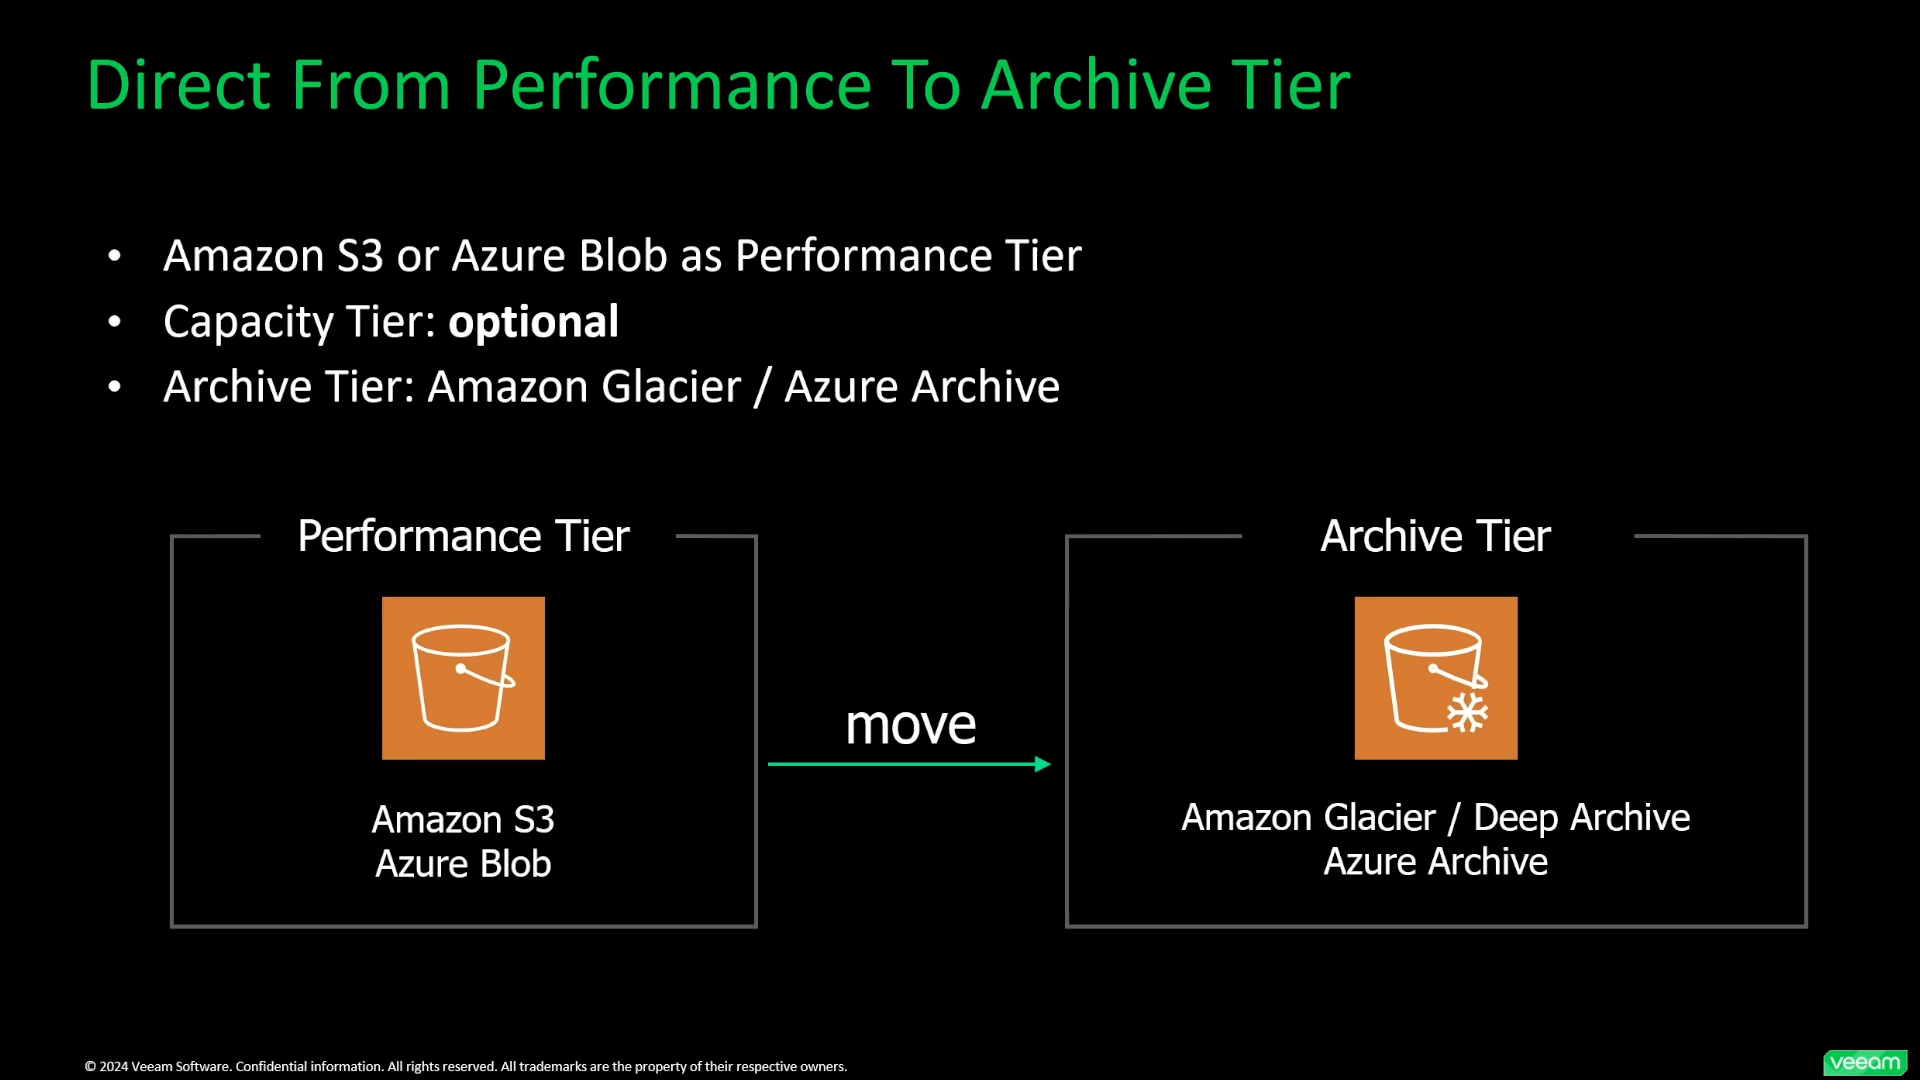 Direct From Performance To Archive Tier
• Amazon S3 or Azure Blob as Performance Tier
• Capacity Tier: optional
• Archive Tier: Amazon Glacier / Azure Archive
Performance Tier
Amazon S3
Azure Blob
move
Archive Tier
Amazon Glacier / Deep Archive
Azure Archive
© 2024 Veeam Software. Confidential information. All rights reserved. All trademarks are the property of their respective owners.
veeam